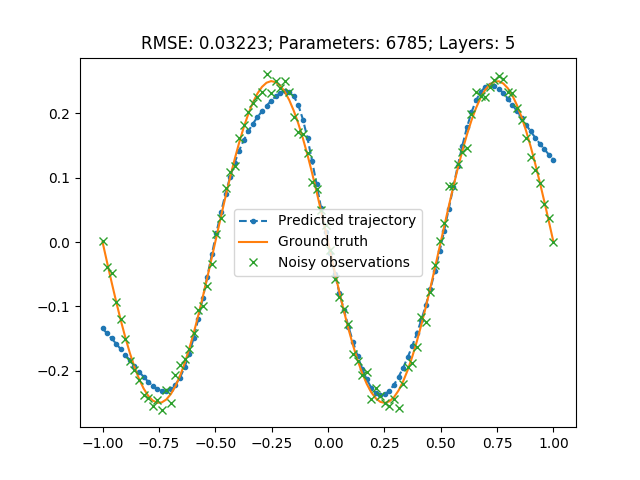 RMSE: 0.03223; Parameters: 6785; Layers: 5
0.2
0.1
0.0
−0.1
−0.2
Predicted trajectory
Ground truth
Noisy observations
−1.00 −0.75 −0.50 −0.25 0.00 0.25 0.50 0.75 1.00